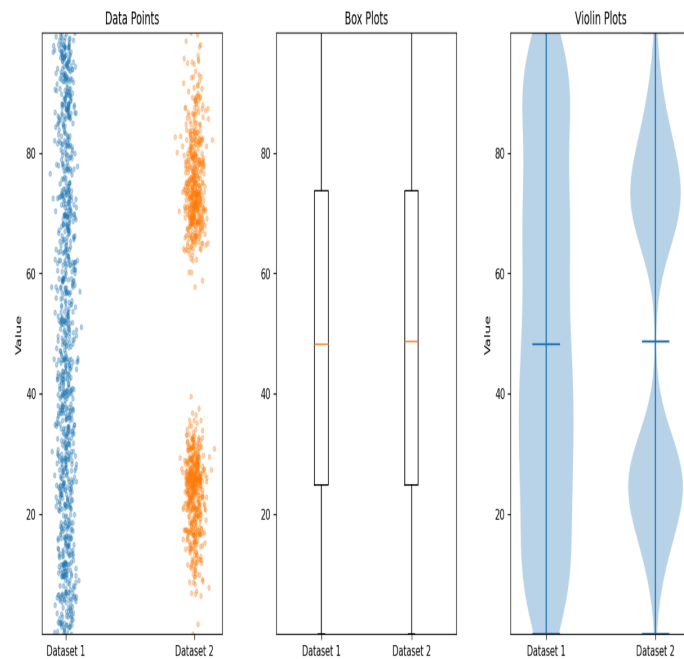 Data Points
Box Plots
Violin Plots
Value
80
60
40
20
Dataset 1
Dataset 2
80
60
40
20
Dataset 1
Dataset 2
Value
80
60
40
20
Dataset 1
Dataset 2